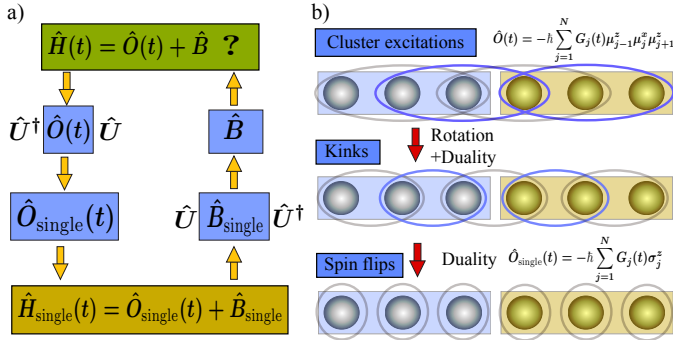 a)
Ĥ(t) = Ô(t) + B̂ ?
Û† Ô(t) Û
B̂
Ô_single(t)
Û B̂_single Û†
Ĥ_single(t) = Ô_single(t) + B̂_single
b)
Cluster excitations
Ô(t) = −ℏ ∑_{j=1}^{N} G_j(t) μ^z_{j−1} μ^x_j μ^z_{j+1}
Rotation
+Duality
Kinks
Spin flips
Duality
Ô_single(t) = −ℏ ∑_{j=1}^{N} G_j(t) σ^z_j